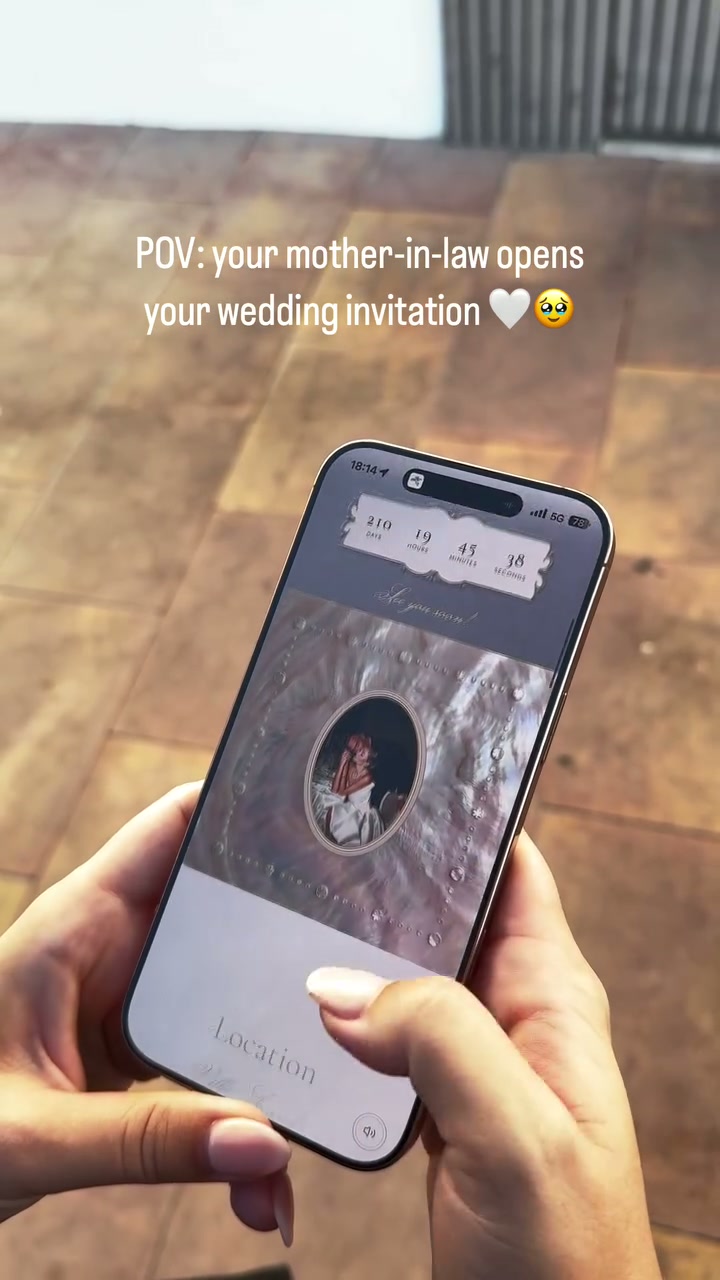 POV: your mother-in-law opens
your wedding invitation 🤍🥹
18:14
5G 78
210 19 45 38
DAYS HOURS MINUTES SECONDS
See you soon!
Location